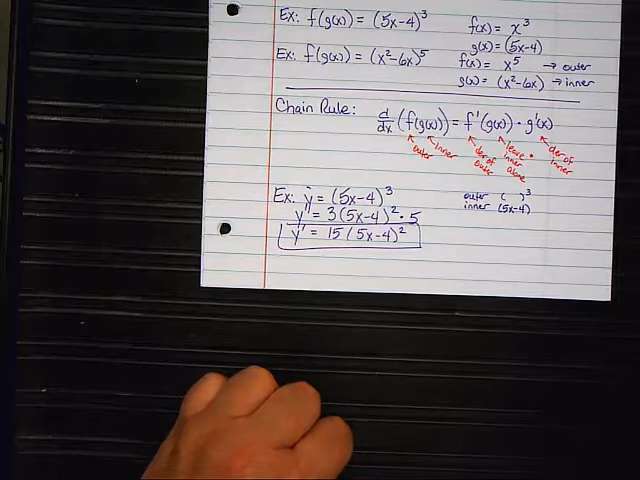 Ex: f(g(x)) = (5x-4)³ f(x) = x³
g(x) = (5x-4)
Ex: f(g(x)) = (x²-6x)⁵ f(x) = x⁵ → outer
g(x) = (x²-6x) → inner
Chain Rule: d/dx (f(g(x))) = f'(g(x)) · g'(x)
outer inner der of outer leave inner alone · der of inner
Ex: y = (5x-4)³ outer ( )³
y' = 3(5x-4)² · 5 inner (5x-4)
y' = 15(5x-4)²